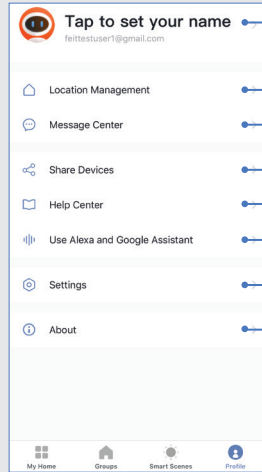 Tap to set your name
feittestuser1@gmail.com
Location Management
Message Center
Share Devices
Help Center
Use Alexa and Google Assistant
Settings
About
My Home
Groups
Smart Scenes
Profile